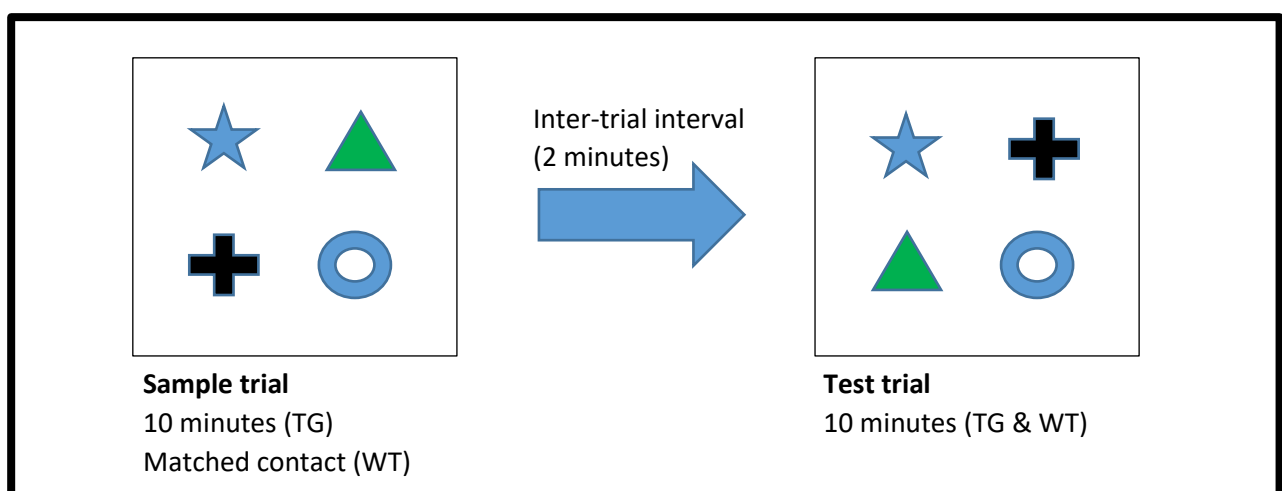 Inter-trial interval
(2 minutes)
Sample trial
10 minutes (TG)
Matched contact (WT)
Test trial
10 minutes (TG & WT)